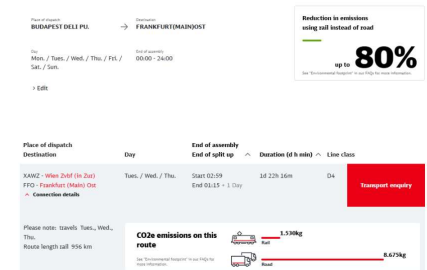 Place of dispatch
BUDAPEST DELI PU.
Destination
FRANKFURT(MAIN)OST
Day
Mon. / Tues. / Wed. / Thu. / Fri. /
Sat. / Sun.
End of assembly
00:00 - 24:00
Edit
Reduction in emissions
using rail instead of road
up to 80%
See "Environmental footprint" in our FAQs for more information.
Place of dispatch
Destination
Day
End of assembly
End of split up
Duration (d h min)
Line class
XAWZ - Wien Zvbf (in Zuz)
FFO - Frankfurt (Main) Ost
Connection details
Tues. / Wed. / Thu.
Start 02:59
End 01:15 + 1 Day
1d 22h 16m
D4
Transport enquiry
Please note: travels Tues., Wed.,
Thu.
Route length rail 956 km
CO2e emissions on this
route
See "Environmental footprint" in our FAQs for
more information.
1.530kg
Rail
8.675kg
Road